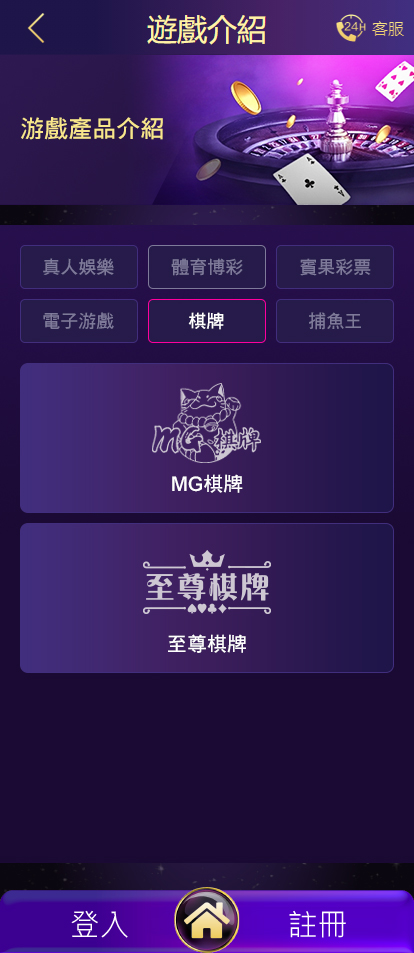 遊戲介紹
24H 客服
游戲產品介紹
真人娛樂 體育博彩 賓果彩票
電子游戲 棋牌 捕魚王
MG棋牌
MG棋牌
至尊棋牌
至尊棋牌
登入 註冊